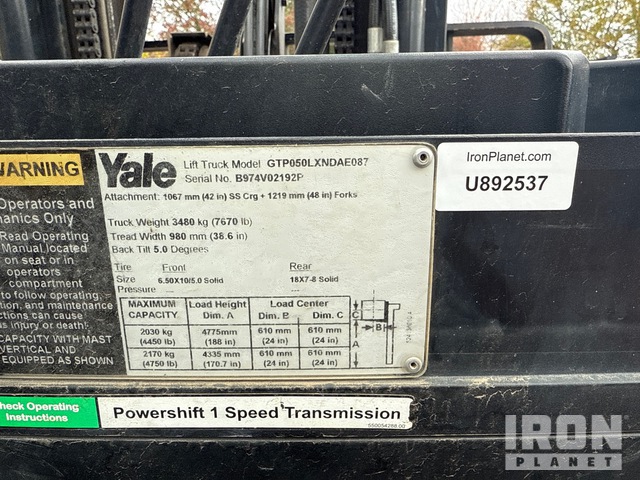 WARNING
Operators and
hanics Only
Read Operating
Manual located
on seat or in
operators
compartment
to follow operating,
tion, and maintenance
uctions can cause
us injury or death!
CAPACITY WITH MAST
VERTICAL AND
EQUIPPED AS SHOWN
Yale
Lift Truck Model GTP050LXNDAE087
Serial No. B974V02192P
Attachment: 1067 mm (42 in) SS Crg + 1219 mm (48 in) Forks
Truck Weight 3480 kg (7670 lb)
Tread Width 980 mm (38.6 in)
Back Tilt 5.0 Degrees
Tire Front Rear
Size 6.50X10/5.0 Solid 18X7-8 Solid
Pressure --- ---
MAXIMUM CAPACITY Load Height Dim. A Load Center Dim. B Dim. C
2030 kg (4450 lb) 4775mm (188 in) 610 mm (24 in) 610 mm (24 in)
2170 kg (4750 lb) 4335 mm (170.7 in) 610 mm (24 in) 610 mm (24 in)
C
B
A
IronPlanet.com
U892537
heck Operating
Instructions
Powershift 1 Speed Transmission
550054288 00
IRON
PLANET